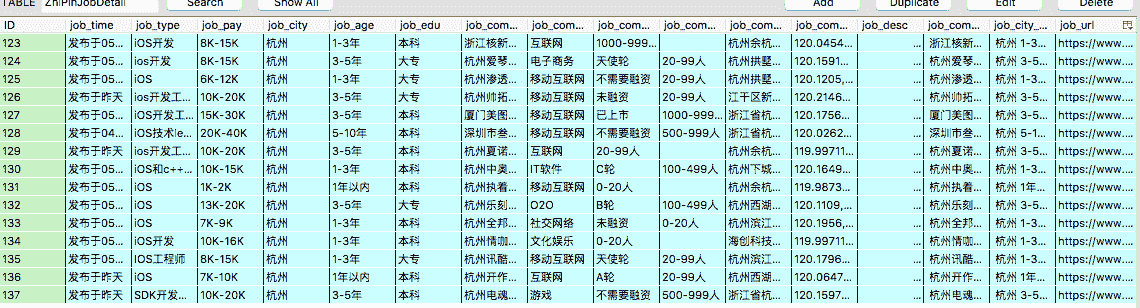 TABLE ZhiPinJobDetail Search Show All Add Duplicate Edit Delete
ID job_time job_type job_pay job_city job_age job_edu job_com... job_com... job_com... job_com... job_com... job_com... job_desc job_com... job_city_... job_url
123 发布于05... iOS开发 8K-15K 杭州 1-3年 本科 浙江核新... 互联网 1000-999... 杭州余杭... 120.0454... ... 浙江核新... 杭州 1-3... https://www....
124 发布于05... ios开发 8K-15K 杭州 3-5年 大专 杭州爱琴... 电子商务 天使轮 20-99人 杭州拱墅... 120.1591... ... 杭州爱琴... 杭州 3-5... https://www....
125 发布于05... iOS 6K-12K 杭州 1-3年 大专 杭州渗透... 移动互联网 不需要融资 20-99人 杭州拱墅... 120.1205,... ... 杭州渗透... 杭州 1-3... https://www....
126 发布于昨天 ios开发工... 10K-20K 杭州 3-5年 大专 杭州帅拓... 移动互联网 未融资 20-99人 江干区新... 120.2146... ... 杭州帅拓... 杭州 3-5... https://www....
127 发布于05... iOS开发工... 15K-30K 杭州 3-5年 本科 厦门美图... 移动互联网 已上市 1000-999... 浙江省杭... 120.1756... ... 厦门美图... 杭州 3-5... https://www....
128 发布于04... iOS技术le... 20K-40K 杭州 5-10年 本科 深圳市叁... 移动互联网 不需要融资 500-999人 浙江省杭... 120.0262... ... 深圳市叁... 杭州 5-1... https://www....
129 发布于昨天 ios开发工... 10K-20K 杭州 3-5年 本科 杭州夏诺... 互联网 20-99人 杭州余杭... 119.99711... ... 杭州夏诺... 杭州 3-5... https://www....
130 发布于05... iOS和c++... 10K-15K 杭州 1-3年 本科 杭州中奥... IT软件 C轮 100-499人 杭州下城... 120.1649... ... 杭州中奥... 杭州 1-3... https://www....
131 发布于昨天 iOS 1K-2K 杭州 1年以内 本科 杭州执着... 移动互联网 0-20人 杭州余杭... 119.9873... ... 杭州执着... 杭州 1年... https://www....
132 发布于05... iOS 13K-20K 杭州 3-5年 大专 杭州乐刻... O2O B轮 100-499人 杭州西湖... 120.1109,... ... 杭州乐刻... 杭州 3-5... https://www....
133 发布于05... iOS 7K-9K 杭州 1-3年 本科 杭州全邦... 社交网络 未融资 0-20人 杭州滨江... 120.1956,... ... 杭州全邦... 杭州 1-3... https://www....
134 发布于05... iOS开发 10K-16K 杭州 1-3年 本科 杭州情咖... 文化娱乐 0-20人 海创科技... 119.99711... ... 杭州情咖... 杭州 1-3... https://www....
135 发布于05... IOS工程师 8K-15K 杭州 1-3年 大专 杭州讯酷... 移动互联网 天使轮 20-99人 杭州滨江... 120.1796... ... 杭州讯酷... 杭州 1-3... https://www....
136 发布于昨天 iOS 7K-10K 杭州 1年以内 本科 杭州开作... 互联网 A轮 20-99人 杭州西湖... 120.0647... ... 杭州开作... 杭州 1年... https://www....
137 发布于昨天 SDK开发... 10K-20K 杭州 3-5年 本科 杭州电魂... 游戏 不需要融资 500-999人 浙江省杭... 120.1597... ... 杭州电魂... 杭州 3-5... https://www....